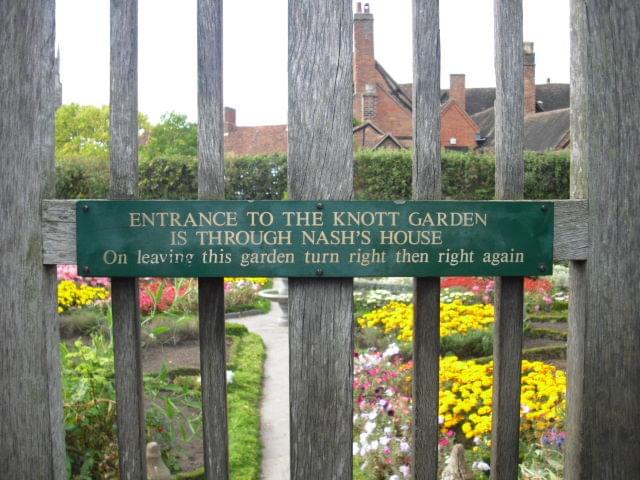 ENTRANCE TO THE KNOTT GARDEN
IS THROUGH NASH'S HOUSE
On leaving this garden turn right then right again